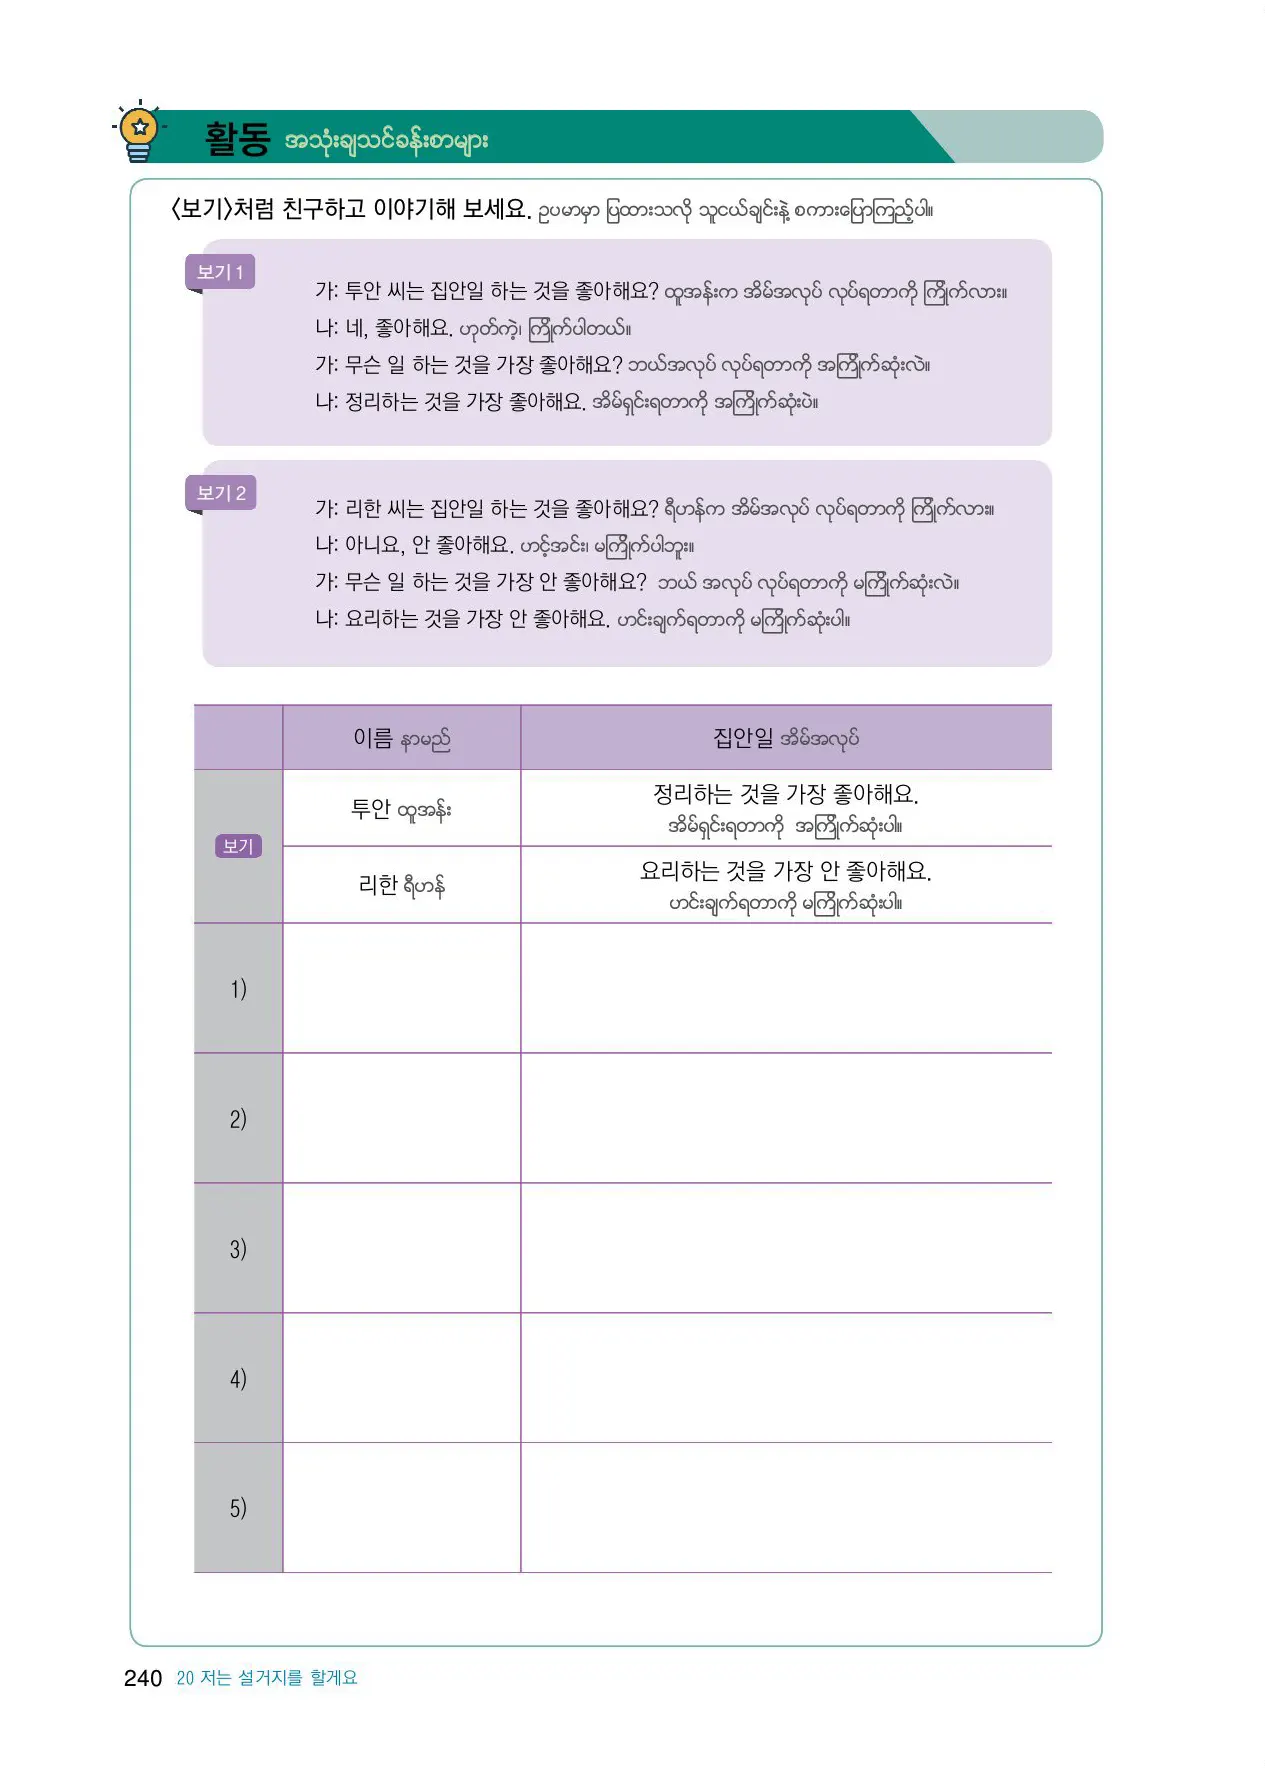 활동 အသုံးချသင်ခန်းစာများ
〈보기〉처럼 친구하고 이야기해 보세요. ဥပမာမှာ ပြထားသလို သူငယ်ချင်းနဲ့ စကားပြောကြည့်ပါ။
보기 1
가: 투안 씨는 집안일 하는 것을 좋아해요? ထူအန်းက အိမ်အလုပ် လုပ်ရတာကို ကြိုက်လား။
나: 네, 좋아해요. ဟုတ်ကဲ့၊ ကြိုက်ပါတယ်။
가: 무슨 일 하는 것을 가장 좋아해요? ဘယ်အလုပ် လုပ်ရတာကို အကြိုက်ဆုံးလဲ။
나: 정리하는 것을 가장 좋아해요. အိမ်ရှင်းရတာကို အကြိုက်ဆုံးပဲ။
보기 2
가: 리한 씨는 집안일 하는 것을 좋아해요? ရီဟန်က အိမ်အလုပ် လုပ်ရတာကို ကြိုက်လား။
나: 아니요, 안 좋아해요. ဟင့်အင်း၊ မကြိုက်ပါဘူး။
가: 무슨 일 하는 것을 가장 안 좋아해요? ဘယ် အလုပ် လုပ်ရတာကို မကြိုက်ဆုံးလဲ။
나: 요리하는 것을 가장 안 좋아해요. ဟင်းချက်ရတာကို မကြိုက်ဆုံးပါ။
이름 နာမည် 집안일 အိမ်အလုပ်
보기
투안 ထူအန်း
정리하는 것을 가장 좋아해요.
အိမ်ရှင်းရတာကို အကြိုက်ဆုံးပါ။
리한 ရီဟန်
요리하는 것을 가장 안 좋아해요.
ဟင်းချက်ရတာကို မကြိုက်ဆုံးပါ။
1)
2)
3)
4)
5)
240 20 저는 설거지를 할게요